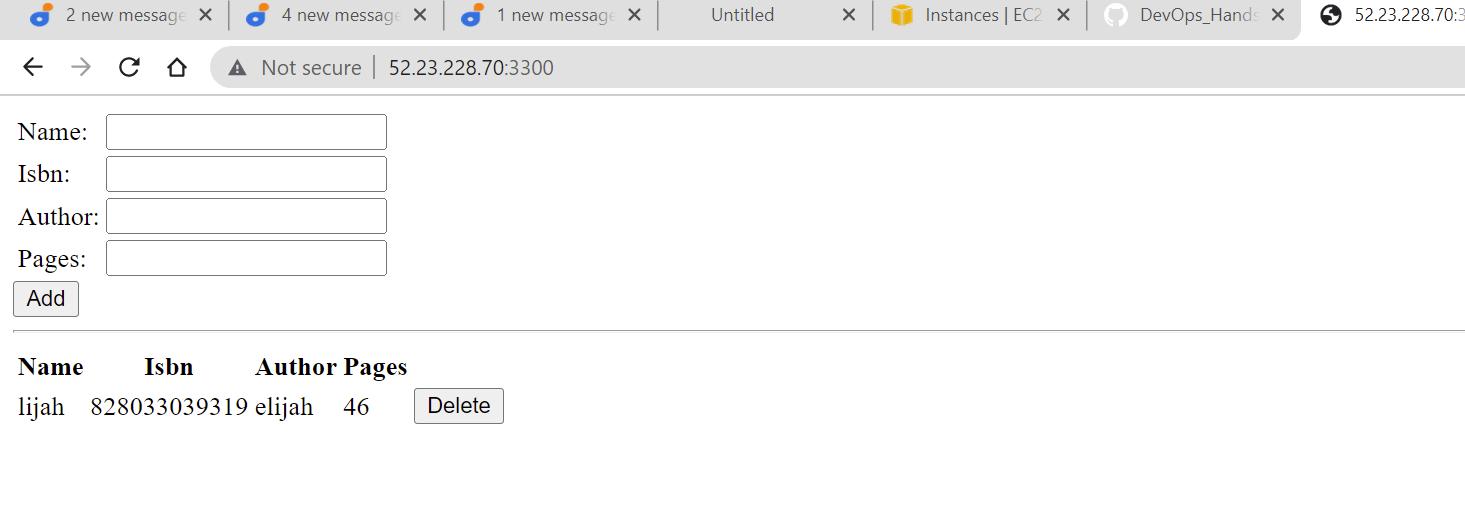 2 new message 4 new message 1 new message Untitled Instances | EC2 DevOps_Hands 52.23.228.70:3
Not secure 52.23.228.70:3300
Name:
Isbn:
Author:
Pages:
Add
Name Isbn Author Pages
lijah 828033039319 elijah 46 Delete